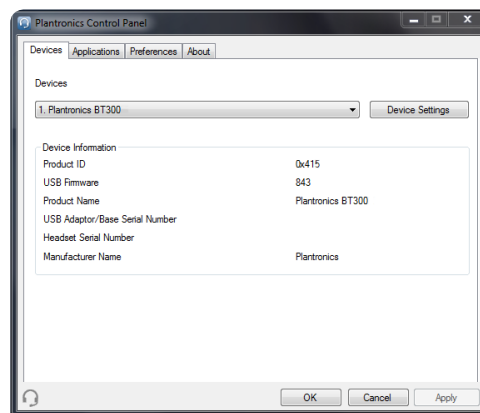 Plantronics Control Panel
Devices Applications Preferences About
Devices
1. Plantronics BT300 Device Settings
Device Information
Product ID 0x415
USB Firmware 843
Product Name Plantronics BT300
USB Adaptor/Base Serial Number
Headset Serial Number
Manufacturer Name Plantronics
OK Cancel Apply